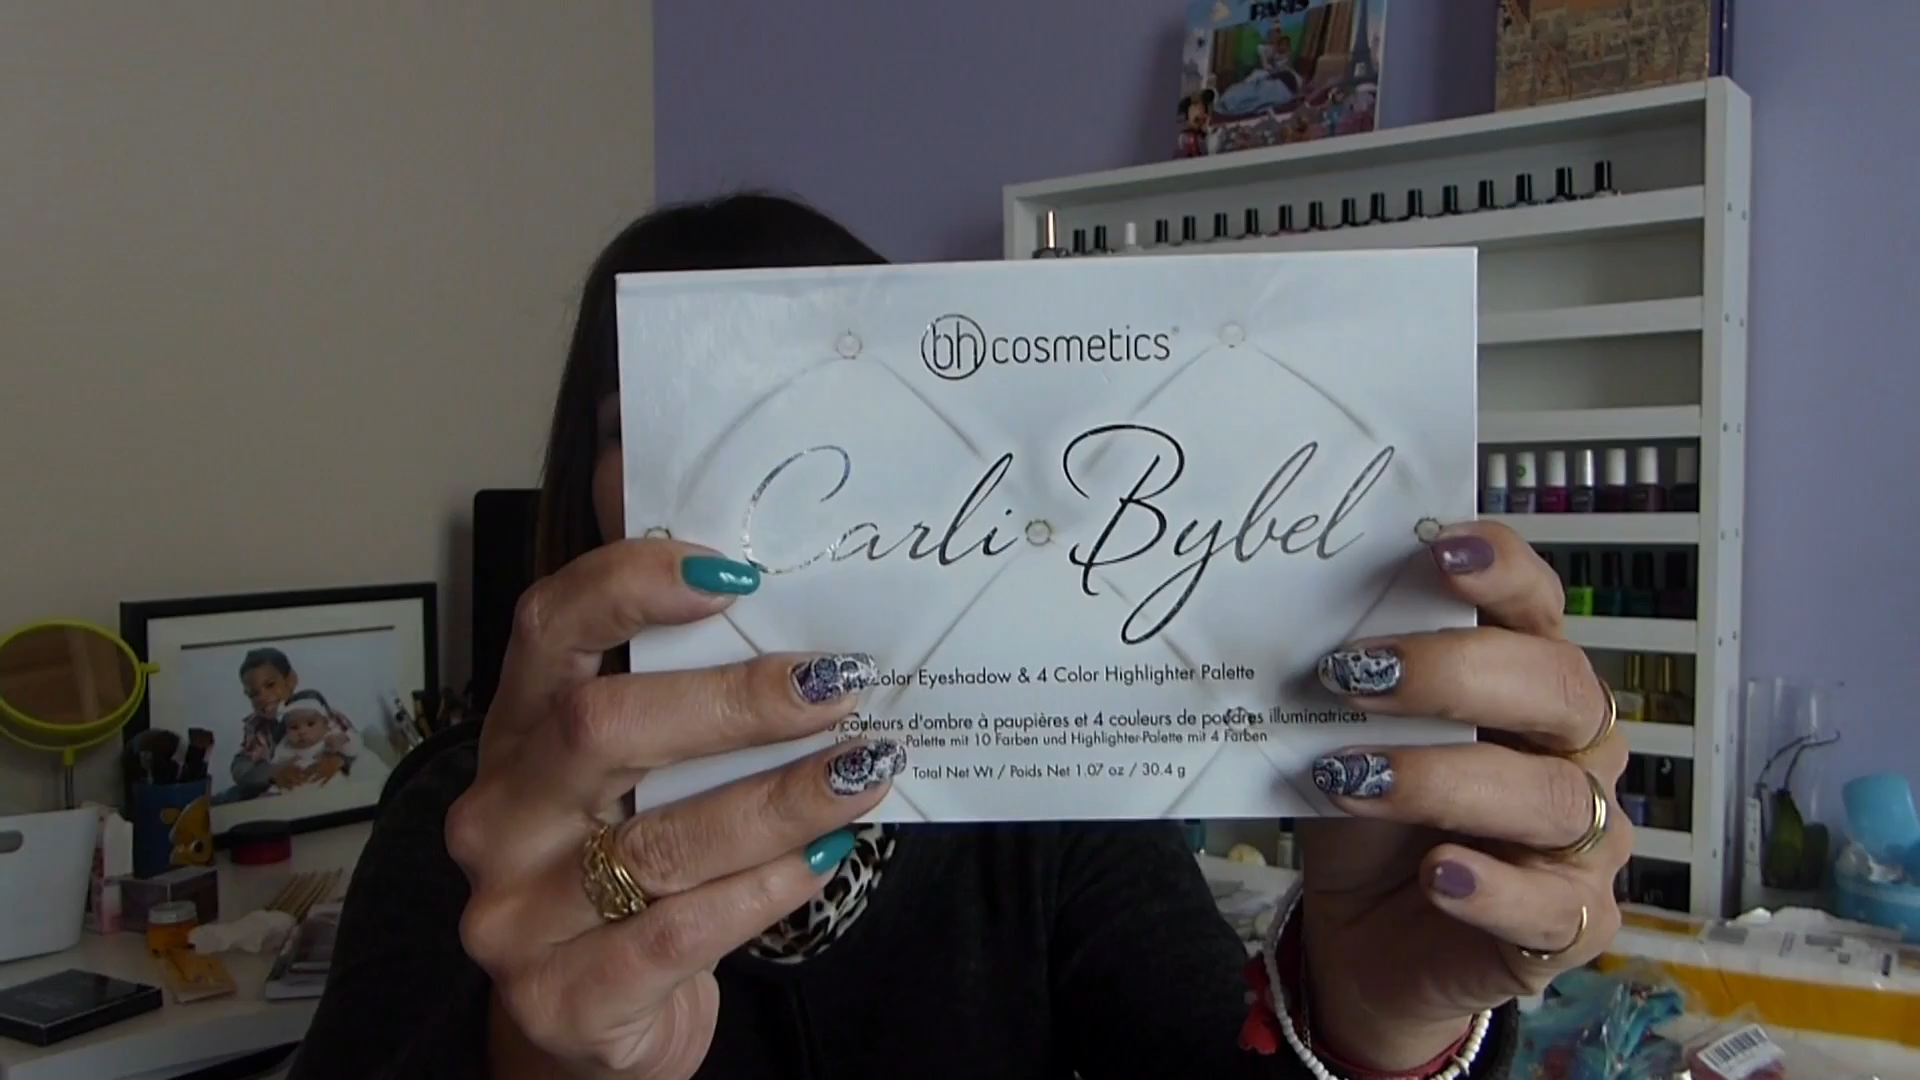 PARIS
bh cosmetics
Carli Bybel
Color Eyeshadow & 4 Color Highlighter Palette
couleurs d'ombre à paupières et 4 couleurs de poudres illuminatrices
Palette mit 10 Farben und Highlighter-Palette mit 4 Farben
Total Net Wt / Poids Net 1.07 oz / 30.4 g